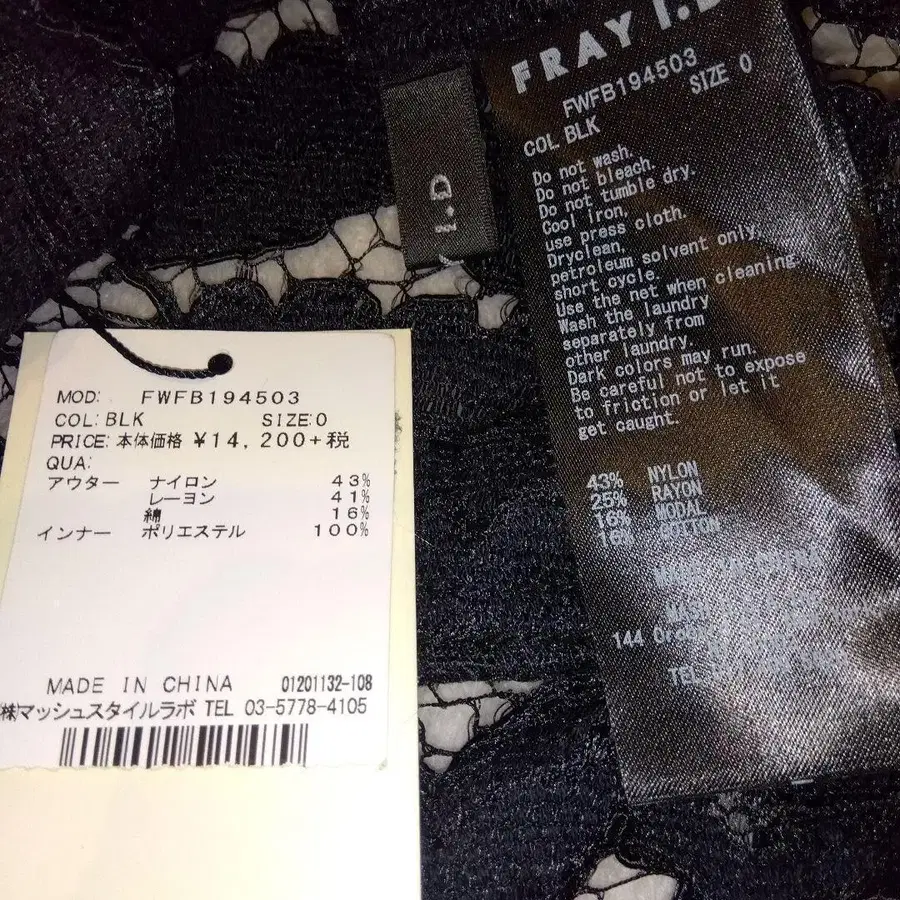 MOD: FWFB194503
COL: BLK SIZE:0
PRICE: 本体価格 ¥14,200+税
QUA:
アウター ナイロン 43%
レーヨン 41%
綿 16%
インナー ポリエステル 100%
MADE IN CHINA 01201132-108
㈱マッシュスタイルラボ TEL 03-5778-4105
I.D
FRAY I.D
FWFB194503
COL BLK SIZE 0
Do not wash.
Do not bleach.
Do not tumble dry.
Cool iron,
use press cloth.
Dryclean.
petroleum solvent only,
short cycle.
Use the net when cleaning.
Wash the laundry
separately from
other laundry.
Dark colors may run.
Be careful not to expose
to friction or let it
get caught.
43% NYLON
25% RAYON
16% MODAL
16% COTTON
144
TEL